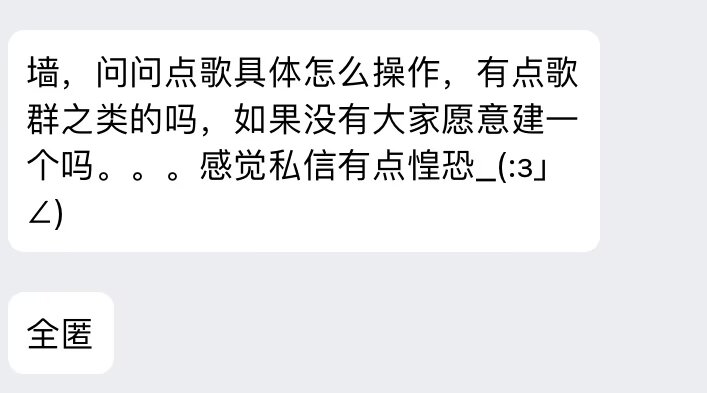 墙，问问点歌具体怎么操作，有点歌
群之类的吗，如果没有大家愿意建一
个吗。。。感觉私信有点惶恐_(:з」
∠)
全匿